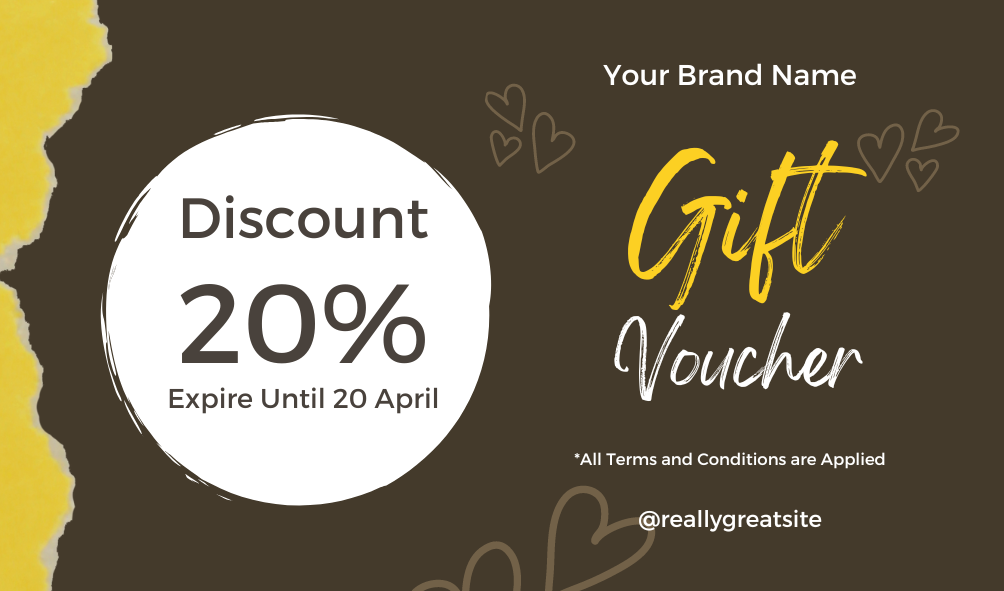 Discount
20%
Expire Until 20 April
Your Brand Name
Gift
Voucher
*All Terms and Conditions are Applied
@reallygreatsite